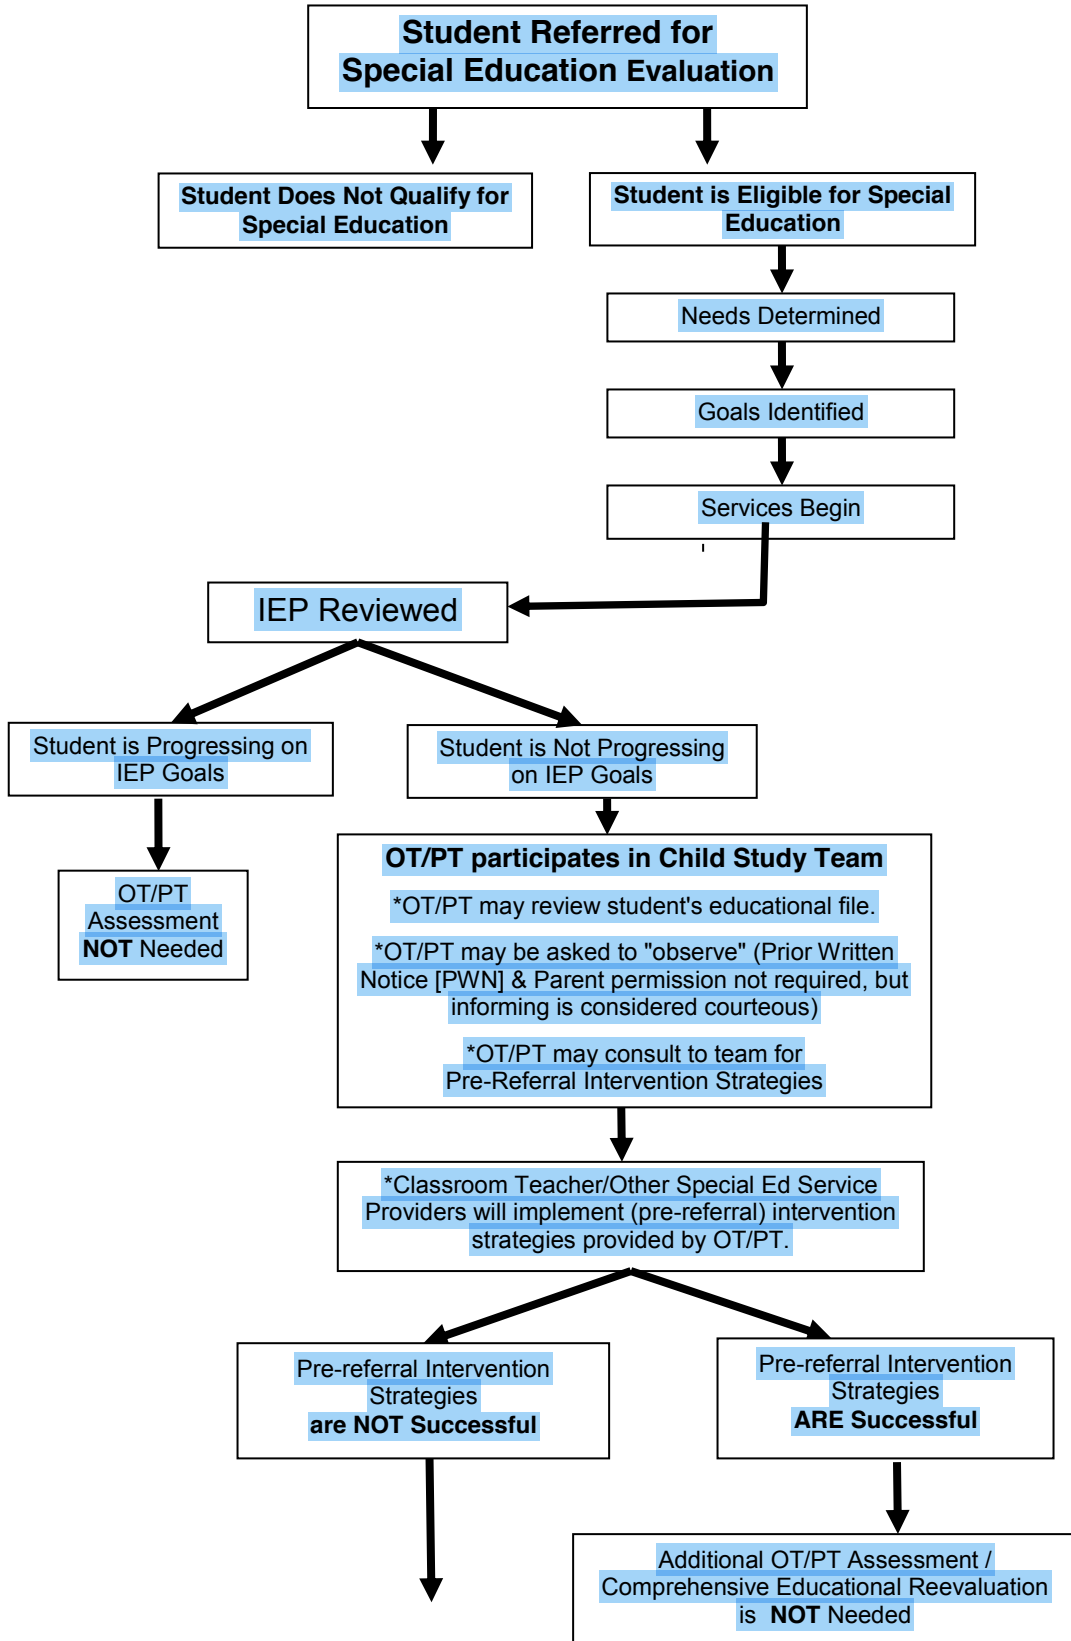 Student Referred for
Special Education Evaluation
Student Does Not Qualify for
Special Education
Student is Eligible for Special
Education
Needs Determined
Goals Identified
Services Begin
IEP Reviewed
Student is Progressing on
IEP Goals
Student is Not Progressing
on IEP Goals
OT/PT
Assessment
NOT Needed
OT/PT participates in Child Study Team
*OT/PT may review student's educational file.
*OT/PT may be asked to "observe" (Prior Written
Notice [PWN] & Parent permission not required, but
informing is considered courteous)
*OT/PT may consult to team for
Pre-Referral Intervention Strategies
*Classroom Teacher/Other Special Ed Service
Providers will implement (pre-referral) intervention
strategies provided by OT/PT.
Pre-referral Intervention
Strategies
are NOT Successful
Pre-referral Intervention
Strategies
ARE Successful
Additional OT/PT Assessment /
Comprehensive Educational Reevaluation
is NOT Needed